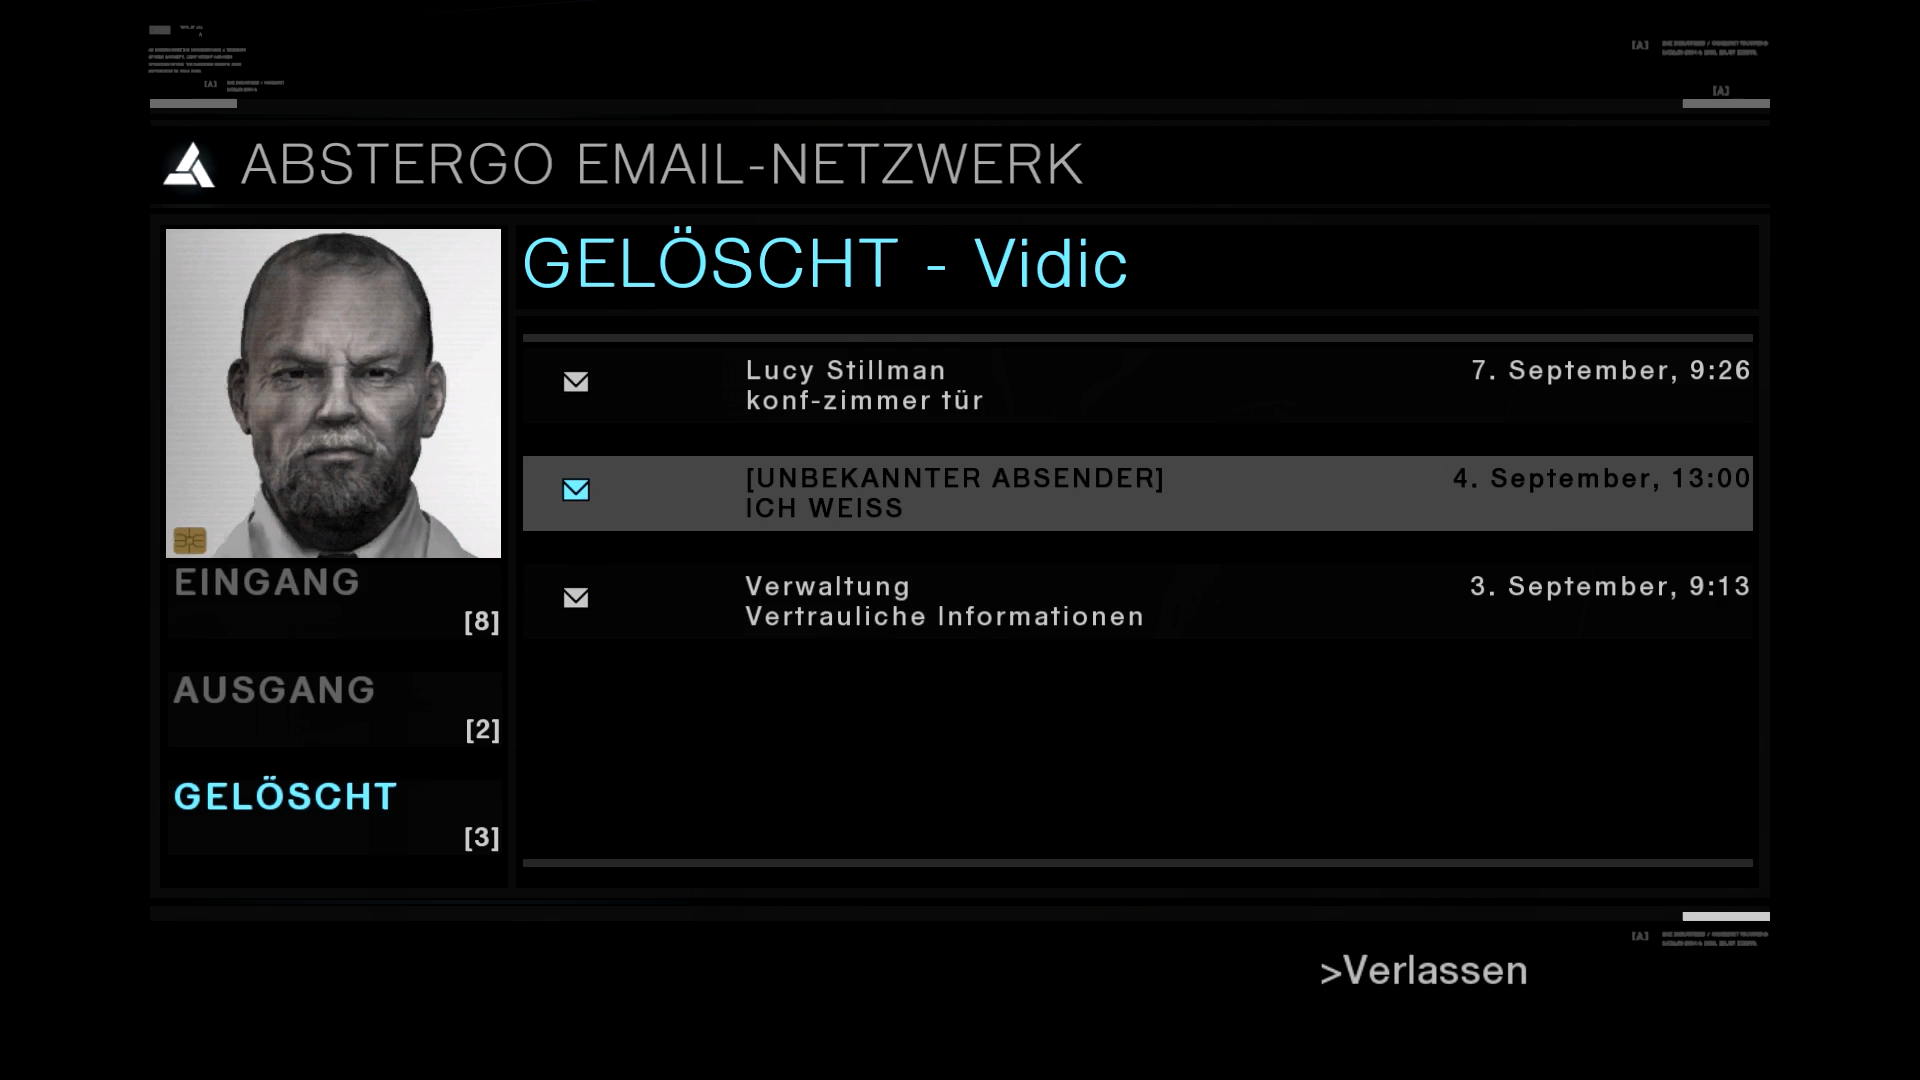 [A]
[A]
[A]
ABSTERGO EMAIL-NETZWERK
GELÖSCHT - Vidic
Lucy Stillman
7. September, 9:26
konf-zimmer tür
[UNBEKANNTER ABSENDER]
4. September, 13:00
ICH WEISS
Verwaltung
3. September, 9:13
Vertrauliche Informationen
EINGANG
[8]
AUSGANG
[2]
GELÖSCHT
[3]
[A]
>Verlassen